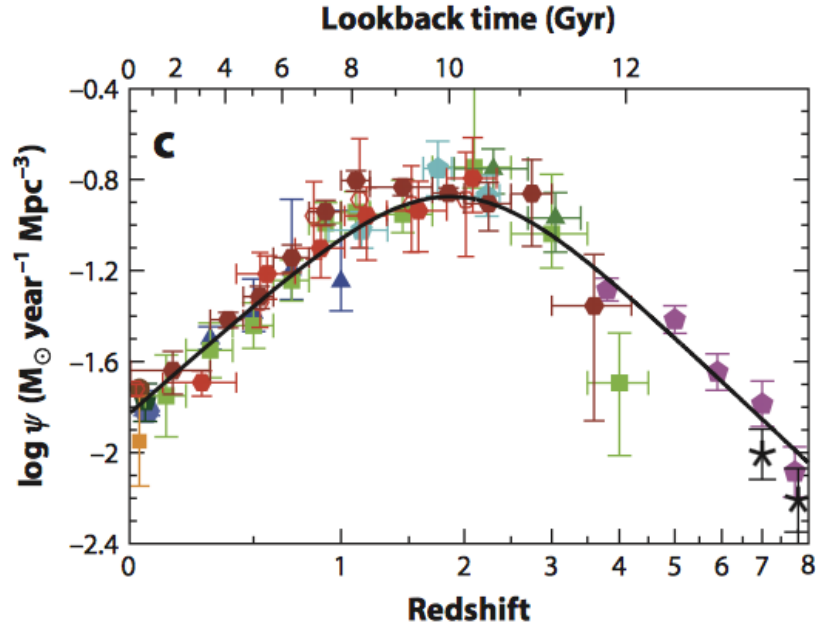 Lookback time (Gyr)
0 2 4 6 8 10 12
C
log ψ (M⊙ year⁻¹ Mpc⁻³)
−0.4
−0.8
−1.2
−1.6
−2
−2.4
0 1 2 3 4 5 6 7 8
Redshift